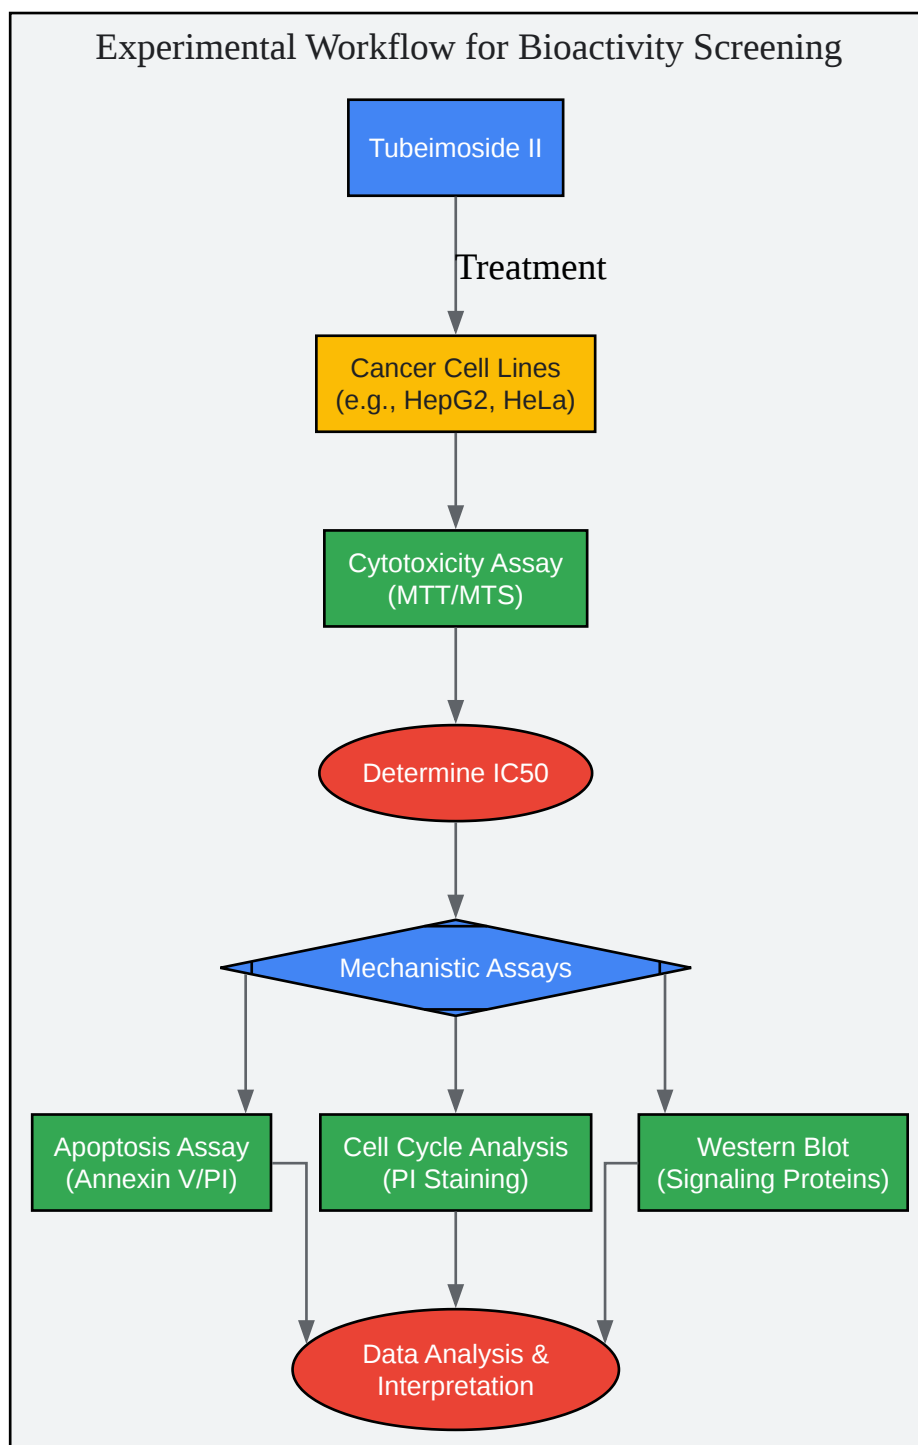 Experimental Workflow for Bioactivity Screening
Tubeimoside II
Treatment
Cancer Cell Lines
(e.g., HepG2, HeLa)
Cytotoxicity Assay
(MTT/MTS)
Determine IC50
Mechanistic Assays
Apoptosis Assay
(Annexin V/PI)
Cell Cycle Analysis
(PI Staining)
Western Blot
(Signaling Proteins)
Data Analysis &
Interpretation